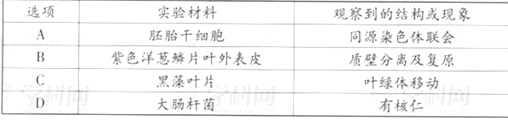 选项 实验材料 观察到的结构或现象
A 胚胎干细胞 同源染色体联会
B 紫色洋葱鳞片叶外表皮 质壁分离及复原
C 黑藻叶片 叶绿体移动
D 大肠杆菌 有核仁